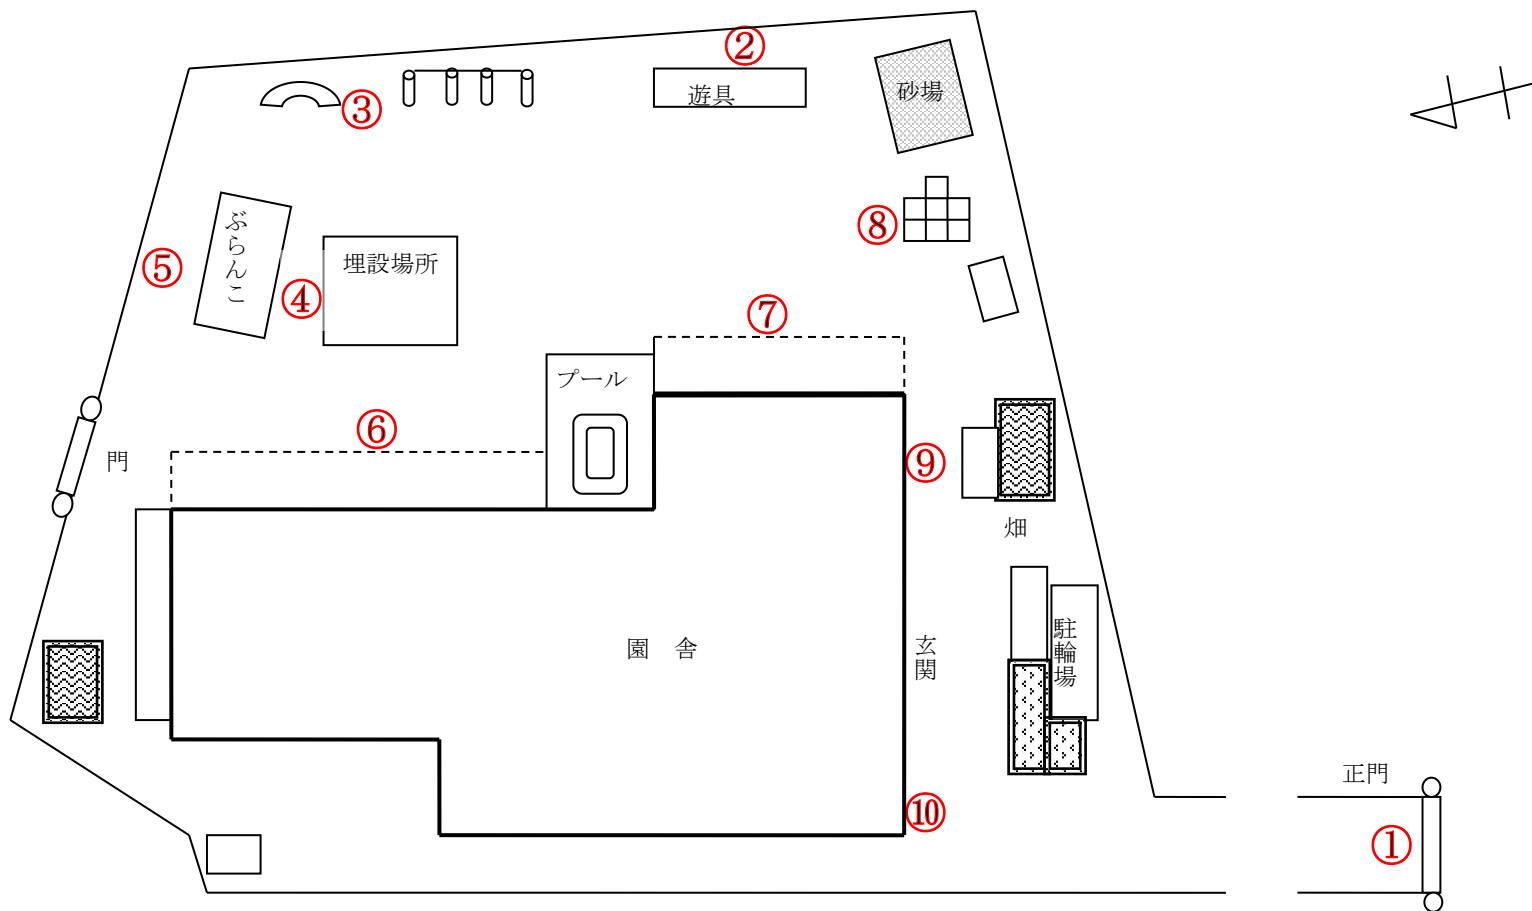 ②
③
遊具
砂場
ぶらんこ
⑤
④
埋設場所
⑧
⑦
プール
⑥
門
⑨
畑
園　舎
玄関
駐輪場
正門
⑩
①